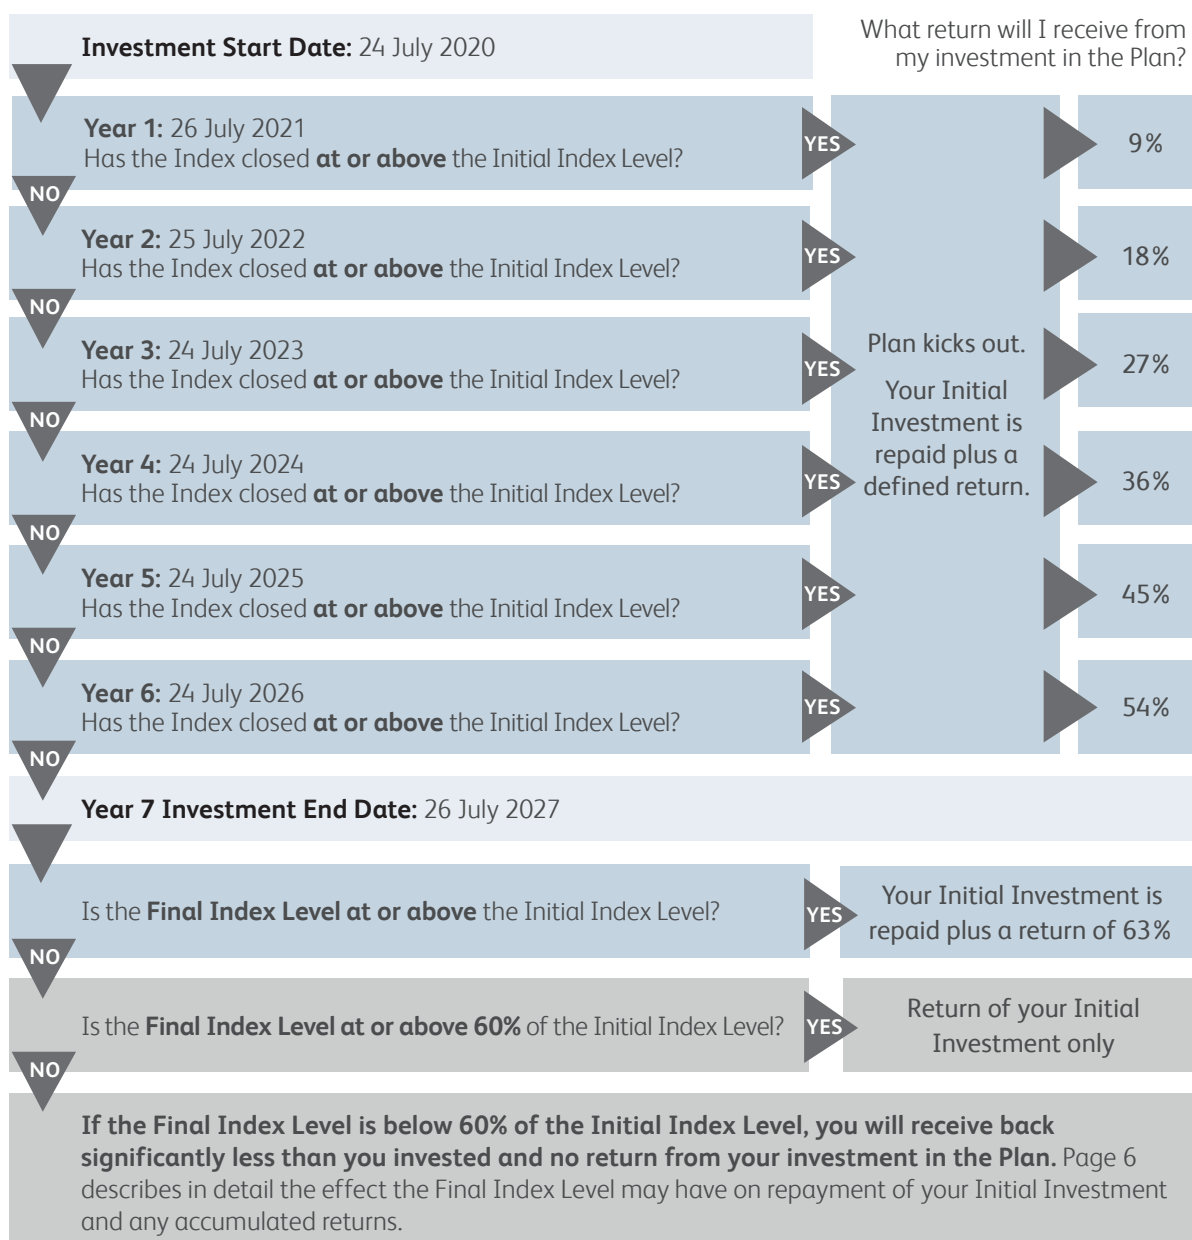 Investment Start Date: 24 July 2020
What return will I receive from
my investment in the Plan?
Year 1: 26 July 2021
Has the Index closed at or above the Initial Index Level?
YES
9%
NO
Year 2: 25 July 2022
Has the Index closed at or above the Initial Index Level?
YES
18%
NO
Year 3: 24 July 2023
Has the Index closed at or above the Initial Index Level?
YES
Plan kicks out.
Your Initial
Investment is
repaid plus a
defined return.
27%
NO
Year 4: 24 July 2024
Has the Index closed at or above the Initial Index Level?
YES
36%
NO
Year 5: 24 July 2025
Has the Index closed at or above the Initial Index Level?
YES
45%
NO
Year 6: 24 July 2026
Has the Index closed at or above the Initial Index Level?
YES
54%
NO
Year 7 Investment End Date: 26 July 2027
Is the Final Index Level at or above the Initial Index Level?
YES
Your Initial Investment is
repaid plus a return of 63%
NO
Is the Final Index Level at or above 60% of the Initial Index Level?
YES
Return of your Initial
Investment only
NO
If the Final Index Level is below 60% of the Initial Index Level, you will receive back
significantly less than you invested and no return from your investment in the Plan. Page 6
describes in detail the effect the Final Index Level may have on repayment of your Initial Investment
and any accumulated returns.